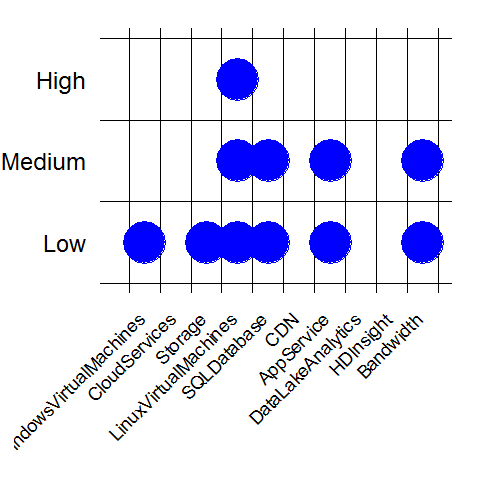 High
Medium
Low
ndowsVirtualMachines
CloudServices
Storage
LinuxVirtualMachines
SQLDatabase
CDN
AppService
DataLakeAnalytics
HDInsight
Bandwidth